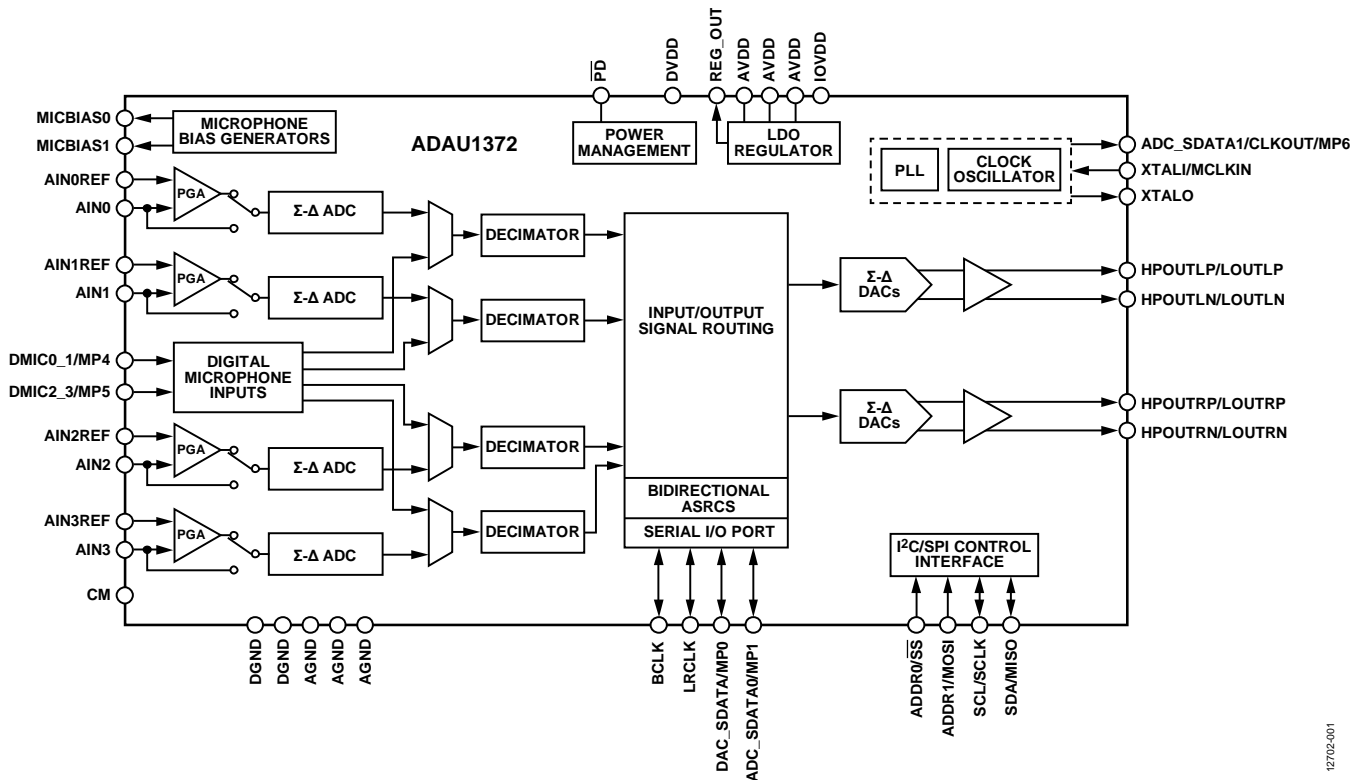 PD
DVDD
REG_OUT
AVDD
AVDD
AVDD
IOVDD
MICBIAS0
MICBIAS1
MICROPHONE
BIAS GENERATORS
ADAU1372
POWER
MANAGEMENT
LDO
REGULATOR
PLL
CLOCK
OSCILLATOR
ADC_SDATA1/CLKOUT/MP6
XTALI/MCLKIN
XTALO
AIN0REF
AIN0
PGA
Σ-Δ ADC
DECIMATOR
AIN1REF
AIN1
PGA
Σ-Δ ADC
DECIMATOR
INPUT/OUTPUT
SIGNAL ROUTING
Σ-Δ
DACs
HPOUTLP/LOUTLP
HPOUTLN/LOUTLN
DMIC0_1/MP4
DMIC2_3/MP5
DIGITAL
MICROPHONE
INPUTS
Σ-Δ
DACs
HPOUTRP/LOUTRP
HPOUTRN/LOUTRN
AIN2REF
AIN2
PGA
Σ-Δ ADC
DECIMATOR
AIN3REF
AIN3
PGA
Σ-Δ ADC
DECIMATOR
BIDIRECTIONAL
ASRCS
SERIAL I/O PORT
I²C/SPI CONTROL
INTERFACE
CM
DGND
DGND
AGND
AGND
AGND
BCLK
LRCLK
DAC_SDATA/MP0
ADC_SDATA0/MP1
ADDR0/SS
ADDR1/MOSI
SCL/SCLK
SDA/MISO
12702-001